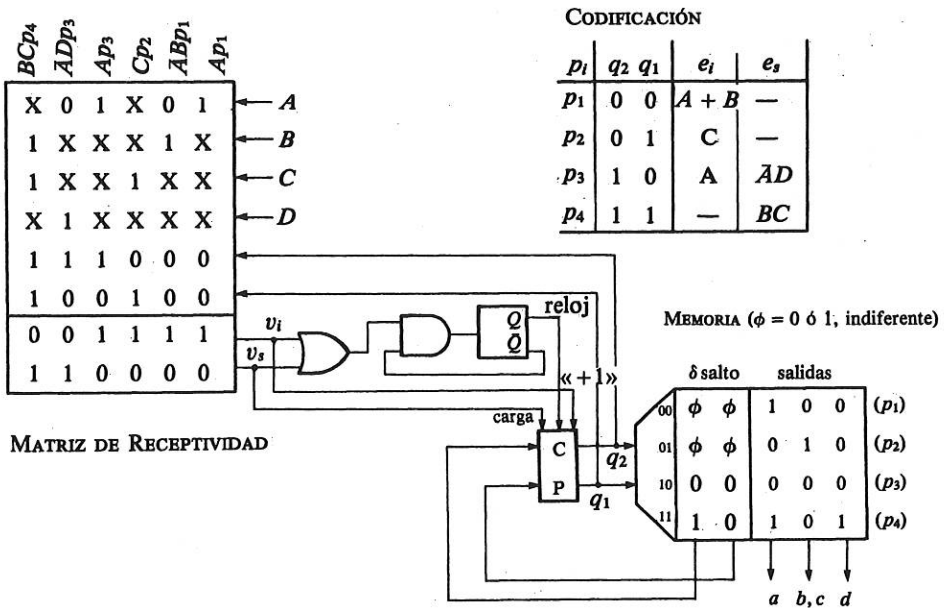 BCp4 ĀDp3 Ap3 Cp2 ĀBp1 Ap1
X 0 1 X 0 1 A
1 X X X 1 X B
1 X X 1 X X C
X 1 X X X X D
1 1 1 0 0 0
1 0 0 1 0 0
0 0 1 1 1 1 vi
1 1 0 0 0 0 vs
MATRIZ DE RECEPTIVIDAD
CODIFICACIÓN
pi q2 q1 ei es
p1 0 0 A + B —
p2 0 1 C —
p3 1 0 A ĀD
p4 1 1 — BC
Q
Q̄
reloj
«+1»
carga
C
P
q2
q1
MEMORIA (ϕ = 0 ó 1, indiferente)
δ salto salidas
00 ϕ ϕ 1 0 0 (p1)
01 ϕ ϕ 0 1 0 (p2)
10 0 0 0 0 0 (p3)
11 1 0 1 0 1 (p4)
a b, c d